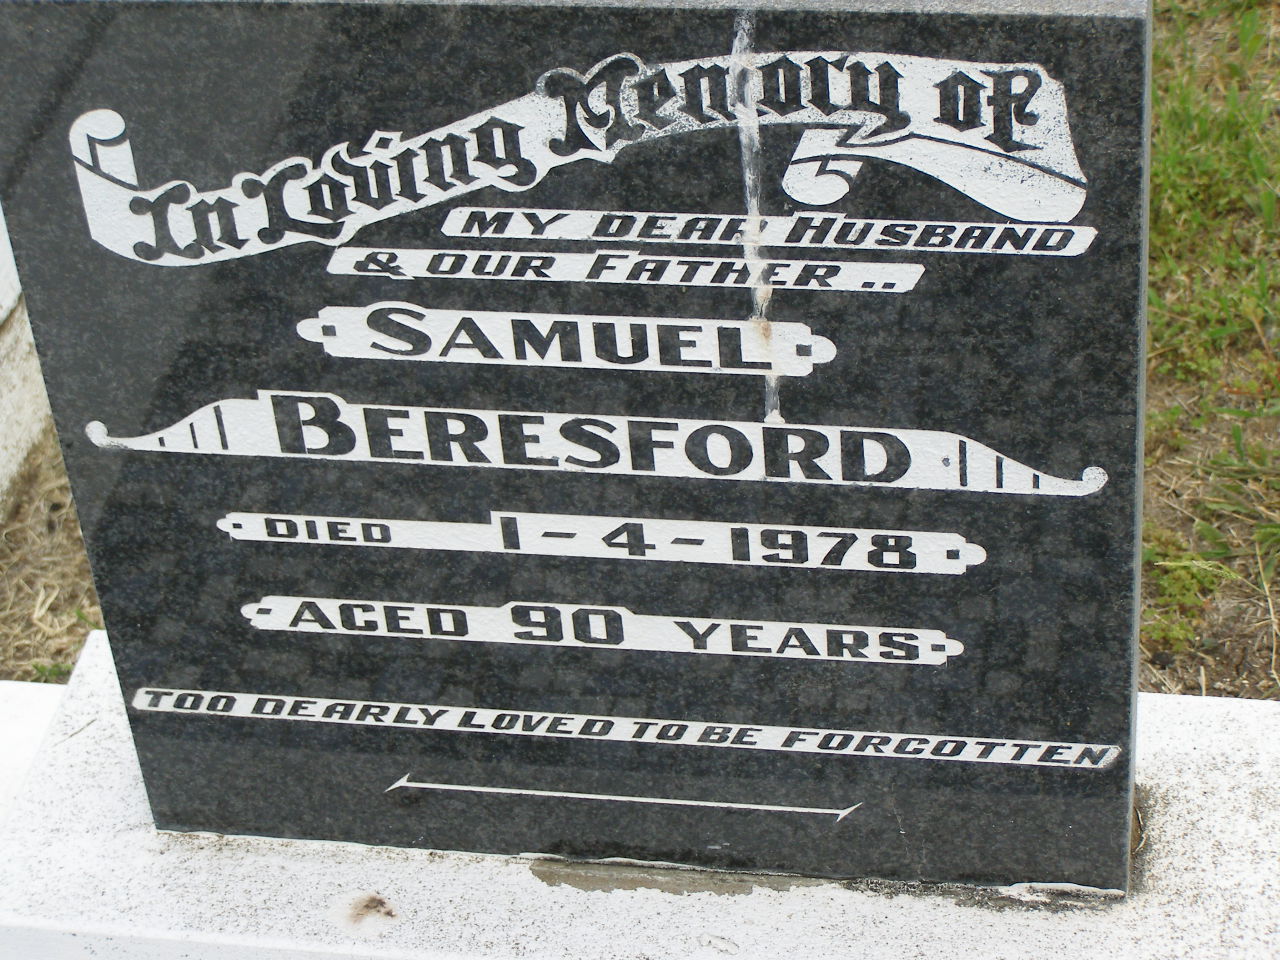 In Loving Memory of
MY DEAR HUSBAND
& OUR FATHER ..
SAMUEL
BERESFORD
DIED 1-4-1978
AGED 90 YEARS
TOO DEARLY LOVED TO BE FORGOTTEN